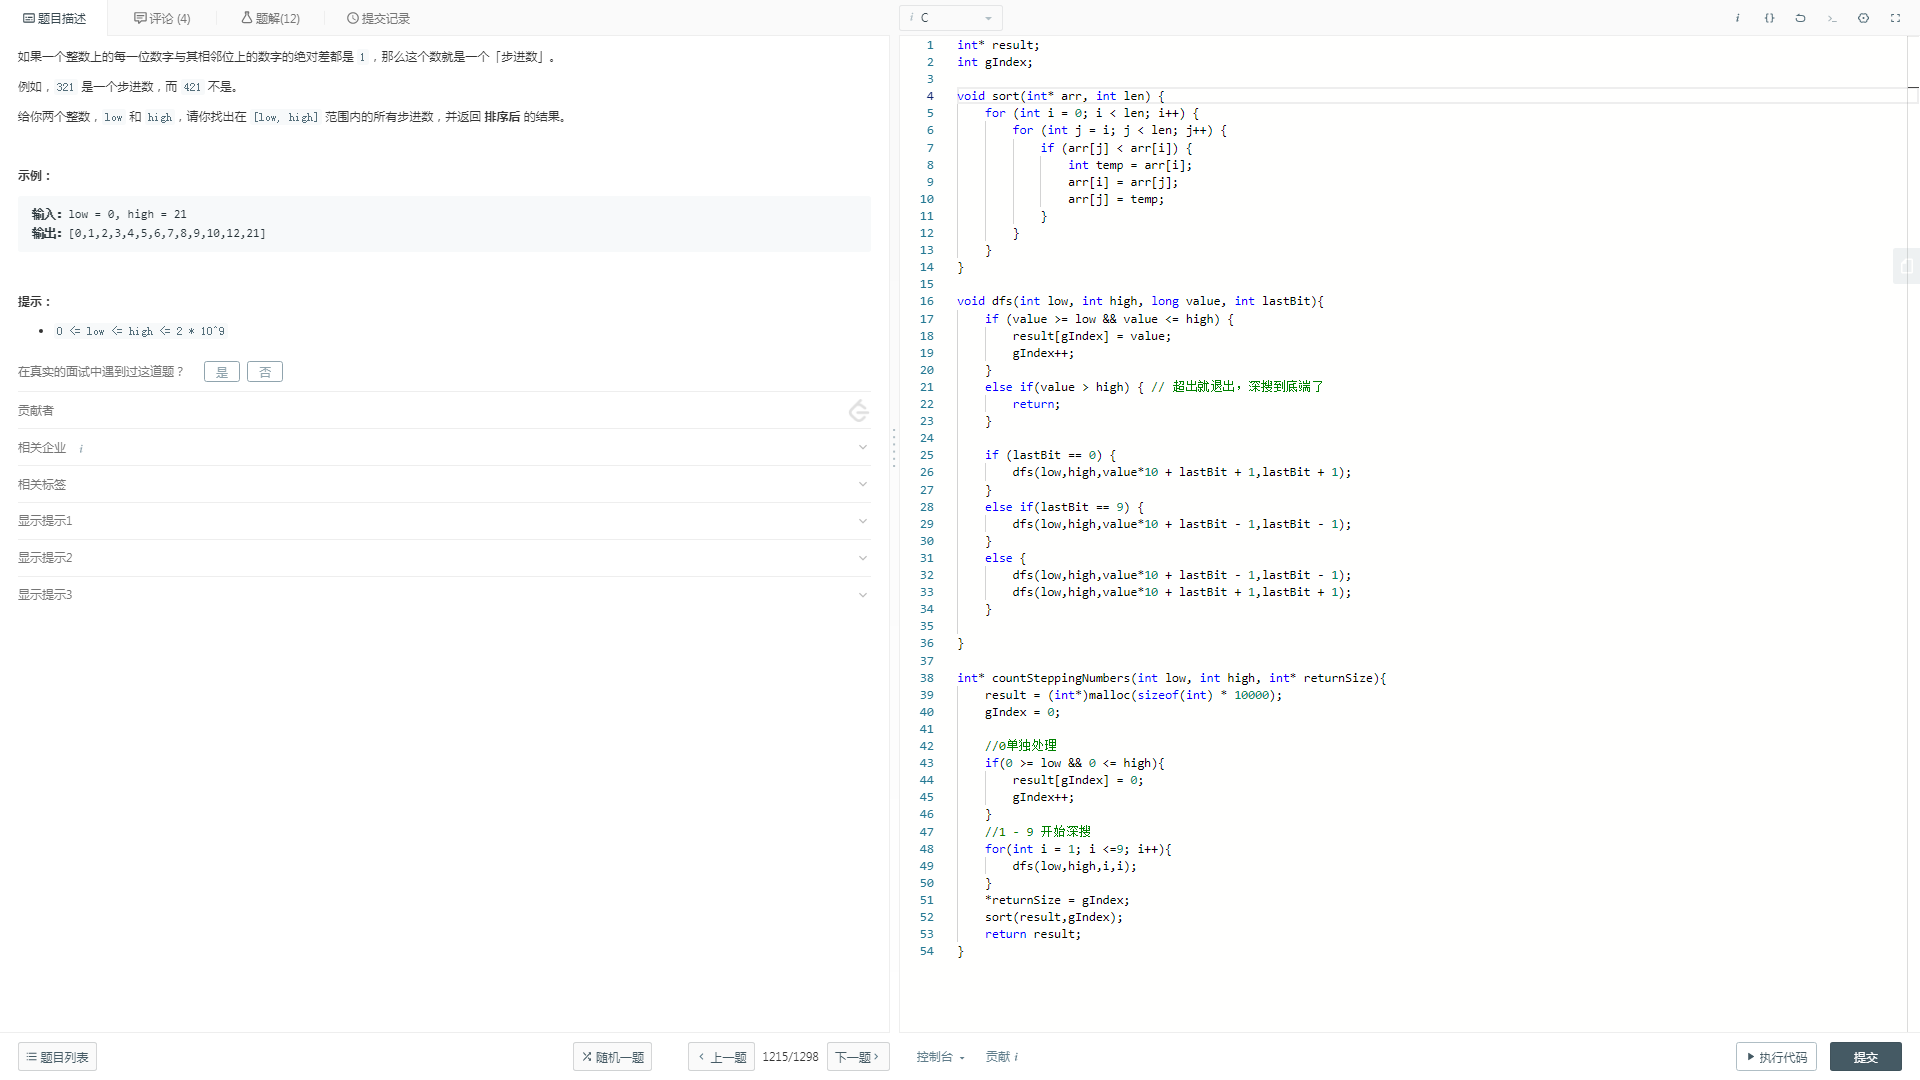 题目描述
评论 (4)
题解(12)
提交记录
如果一个整数上的每一位数字与其相邻位上的数字的绝对差都是 1 ，那么这个数就是一个「步进数」。
例如，321 是一个步进数，而 421 不是。
给你两个整数，low 和 high ，请你找出在 [low, high] 范围内的所有步进数，并返回 排序后 的结果。
示例：
输入：low = 0, high = 21
输出：[0,1,2,3,4,5,6,7,8,9,10,12,21]
提示：
• 0 <= low <= high <= 2 * 10^9
在真实的面试中遇到过这道题？ 是 否
贡献者
相关企业 i
相关标签
显示提示1
显示提示2
显示提示3
题目列表
随机一题
上一题
1215/1298
下一题
i C
i {}
1 int* result;
2 int gIndex;
3
4 void sort(int* arr, int len) {
5     for (int i = 0; i < len; i++) {
6         for (int j = i; j < len; j++) {
7             if (arr[j] < arr[i]) {
8                 int temp = arr[i];
9                 arr[i] = arr[j];
10                 arr[j] = temp;
11             }
12         }
13     }
14 }
15
16 void dfs(int low, int high, long value, int lastBit){
17     if (value >= low && value <= high) {
18         result[gIndex] = value;
19         gIndex++;
20     }
21     else if(value > high) { // 超出就退出，深搜到底端了
22         return;
23     }
24
25     if (lastBit == 0) {
26         dfs(low,high,value*10 + lastBit + 1,lastBit + 1);
27     }
28     else if(lastBit == 9) {
29         dfs(low,high,value*10 + lastBit - 1,lastBit - 1);
30     }
31     else {
32         dfs(low,high,value*10 + lastBit - 1,lastBit - 1);
33         dfs(low,high,value*10 + lastBit + 1,lastBit + 1);
34     }
35
36 }
37
38 int* countSteppingNumbers(int low, int high, int* returnSize){
39     result = (int*)malloc(sizeof(int) * 10000);
40     gIndex = 0;
41
42     //0单独处理
43     if(0 >= low && 0 <= high){
44         result[gIndex] = 0;
45         gIndex++;
46     }
47     //1 - 9 开始深搜
48     for(int i = 1; i <=9; i++){
49         dfs(low,high,i,i);
50     }
51     *returnSize = gIndex;
52     sort(result,gIndex);
53     return result;
54 }
控制台
贡献 i
执行代码
提交